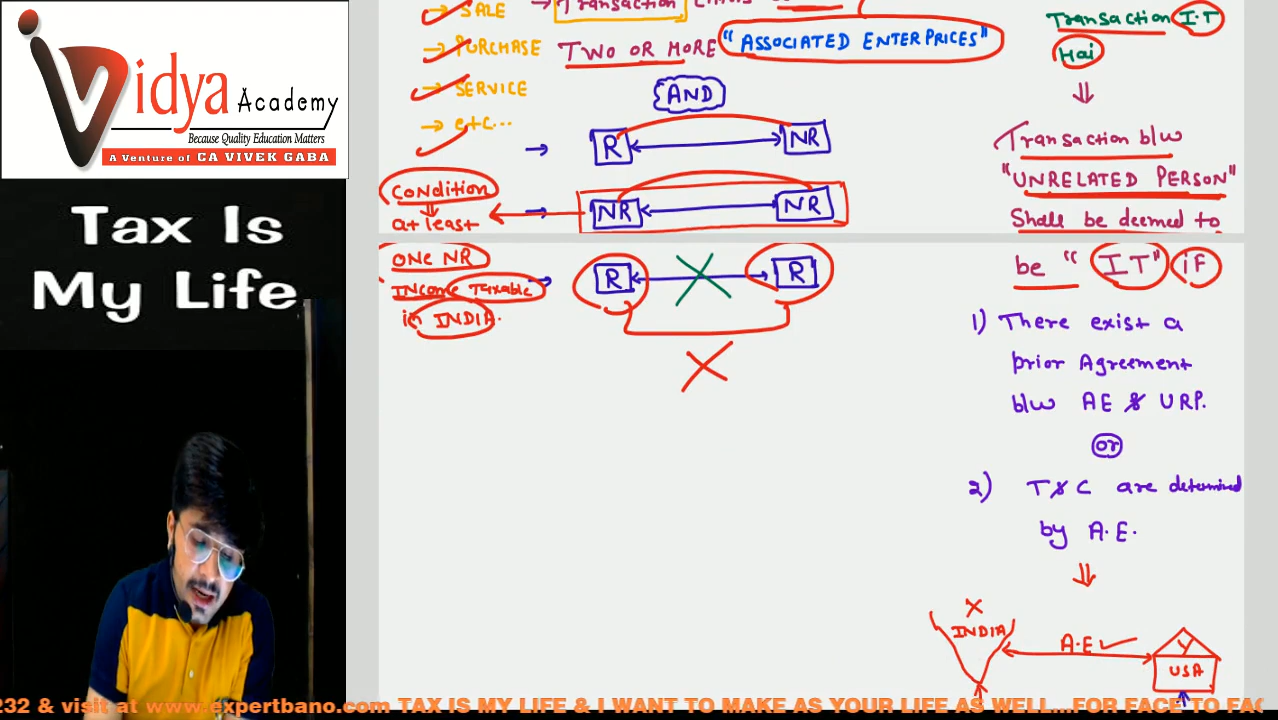 Vidya
Academy
Because Quality Education Matters
A Venture of CA VIVEK GABA
Tax Is
My Life
→ SALE
→ PURCHASE
→ SERVICE
→ etc...
→ Transaction
TWO OR MORE "ASSOCIATED ENTERPRICES"
AND
→ R NR
→ NR NR
→ R R
Condition
atleast
ONE NR
Income Taxable
in INDIA.
Transaction I.T
Hai
⇓
Transaction b/w
"UNRELATED PERSON"
Shall be deemed to
be "IT" iF
1) There exist a
prior Agreement
b/w AE & URP.
or
2) T&C are determined
by A.E.
⇓
X
INDIA
A.E
Y
USA
232 & visit at www.expertbano.com TAX IS MY LIFE & I WANT TO MAKE AS YOUR LIFE AS WELL....FOR FACE TO FAC